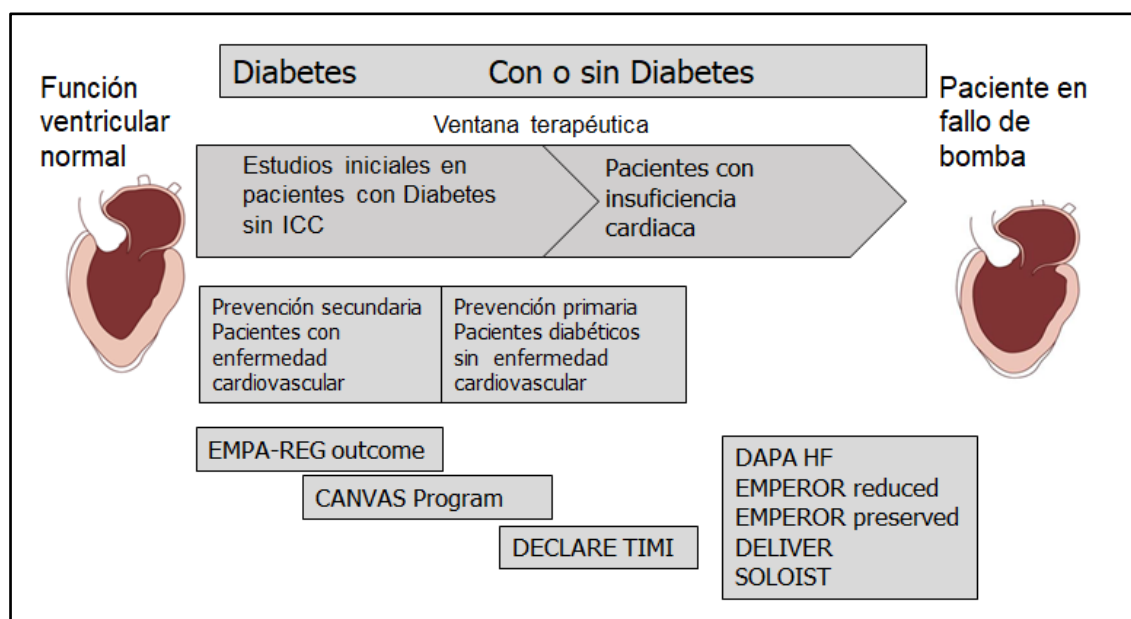 Diabetes Con o sin Diabetes
Función
ventricular
normal
Paciente en
fallo de
bomba
Ventana terapéutica
Estudios iniciales en
pacientes con Diabetes
sin ICC
Pacientes con
insuficiencia
cardiaca
Prevención secundaria
Pacientes con
enfermedad
cardiovascular
Prevención primaria
Pacientes diabéticos
sin enfermedad
cardiovascular
EMPA-REG outcome
CANVAS Program
DECLARE TIMI
DAPA HF
EMPEROR reduced
EMPEROR preserved
DELIVER
SOLOIST